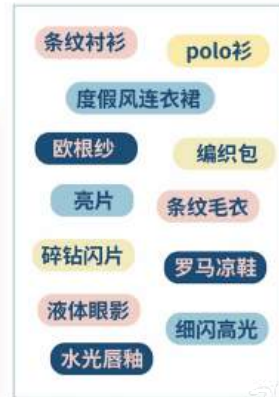 条纹衬衫
polo衫
度假风连衣裙
欧根纱
编织包
亮片
条纹毛衣
碎钻闪片
罗马凉鞋
液体眼影
细闪高光
水光唇釉